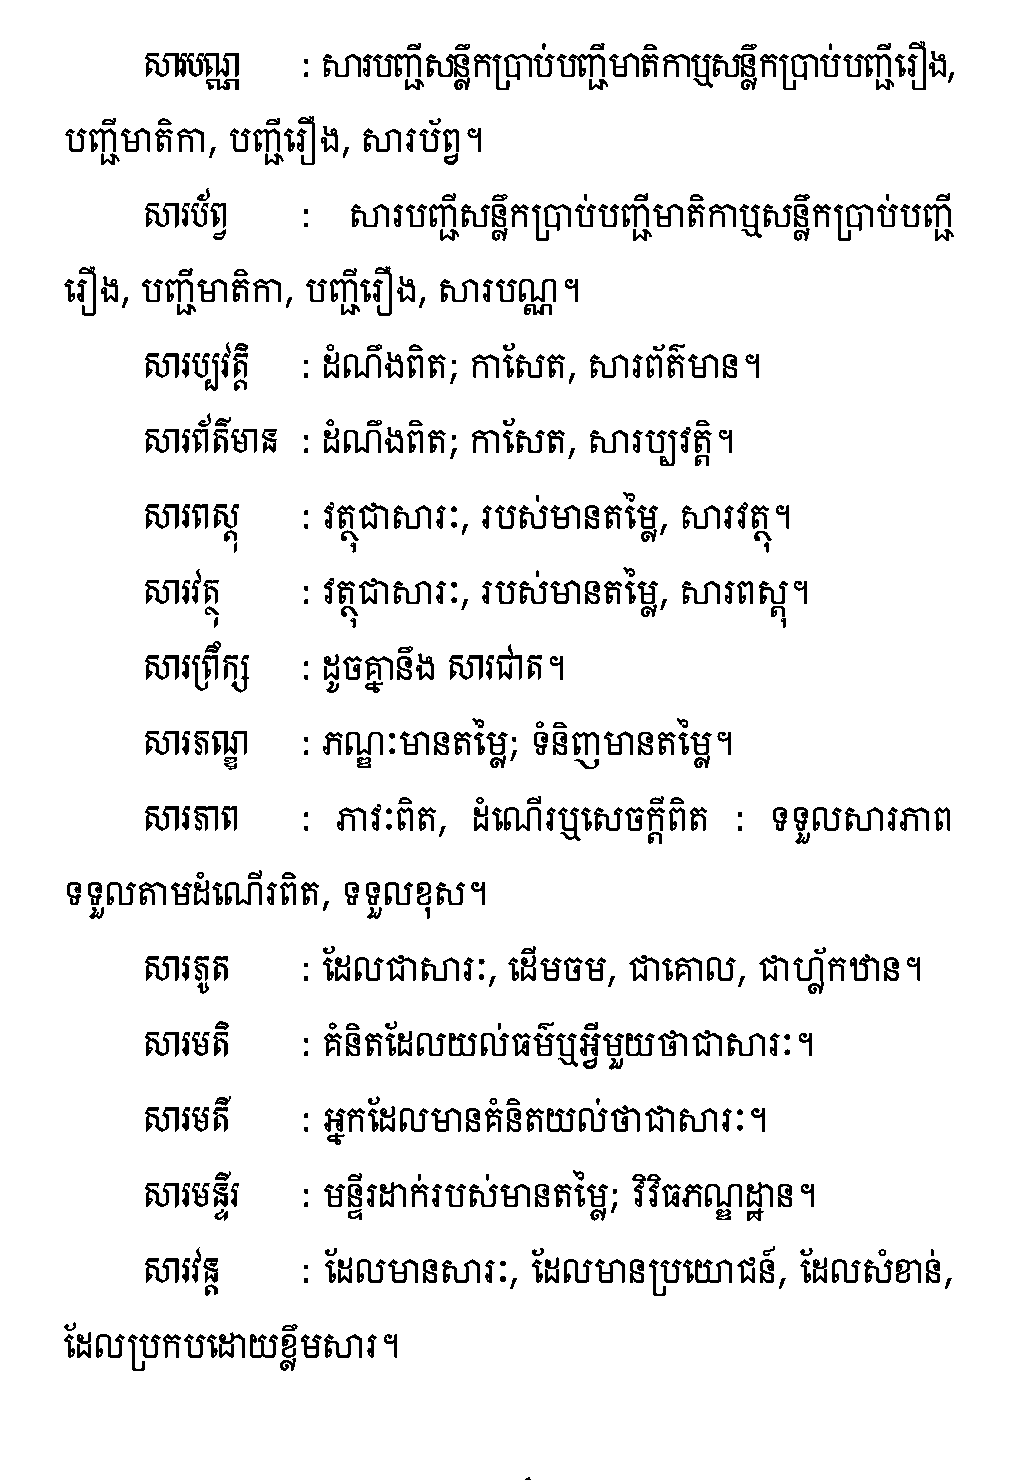 សារបណ្ណ : សារបញ្ជីសន្លឹកប្រាប់បញ្ជីមាតិកាឬសន្លឹកប្រាប់បញ្ជីរឿង,
បញ្ជីមាតិកា, បញ្ជីរឿង, សារប័ព្វ។
សារប័ព្វ : សារបញ្ជីសន្លឹកប្រាប់បញ្ជីមាតិកាឬសន្លឹកប្រាប់បញ្ជី
រឿង, បញ្ជីមាតិកា, បញ្ជីរឿង, សារបណ្ណ។
សារប្បវត្តិ : ដំណឹងពិត; កាសែត, សារព័ត៌មាន។
សារព័ត៌មាន : ដំណឹងពិត; កាសែត, សារប្បវត្តិ។
សារពស្តុ : វត្ថុជាសារៈ, របស់មានតម្លៃ, សារវត្ថុ។
សារវត្ថុ : វត្ថុជាសារៈ, របស់មានតម្លៃ, សារពស្តុ។
សារព្រឹក្ស : ដូចគ្នានឹង សារជាត។
សារភណ្ឌ : ភណ្ឌៈមានតម្លៃ; ទំនិញមានតម្លៃ។
សារភាព : ភាវៈពិត, ដំណើរឬសេចក្តីពិត : ទទួលសារភាព
ទទួលតាមដំណើរពិត, ទទួលខុស។
សារភូត : ដែលជាសារៈ, ដើមចម, ជាគោល, ជាហ្ល័កឋាន។
សារមតិ : គំនិតដែលយល់ធម៌ឬអ្វីមួយថាជាសារៈ។
សារមតី : អ្នកដែលមានគំនិតយល់ថាជាសារៈ។
សារមន្ទីរ : មន្ទីរដាក់របស់មានតម្លៃ; វិវិធភណ្ឌដ្ឋាន។
សារវន្ត : ដែលមានសារៈ, ដែលមានប្រយោជន៍, ដែលសំខាន់,
ដែលប្រកបដោយខ្លឹមសារ។